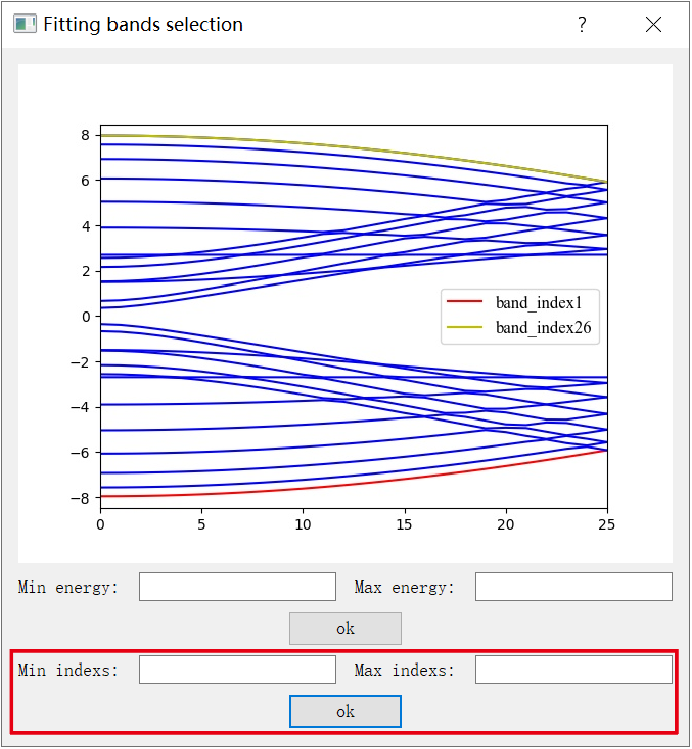 Fitting bands selection ?
8
6
4
2
0
−2
−4
−6
−8
band_index1
band_index26
0 5 10 15 20 25
Min energy: Max energy:
ok
Min indexs: Max indexs:
ok